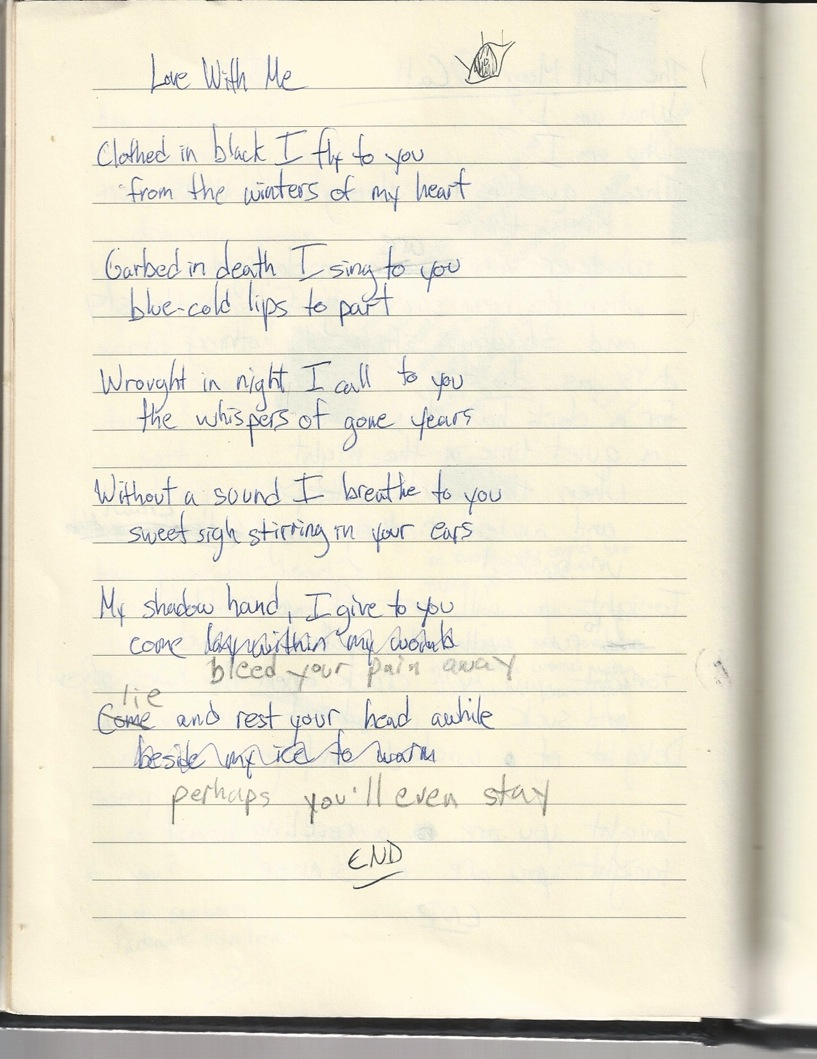 Love With Me
Clothed in black I fly to you
from the winters of my heart
Garbed in death I sing to you
blue-cold lips to part
Wrought in night I call to you
the whispers of gone years
Without a sound I breathe to you
sweet sigh stirring in your ears
My shadow hand, I give to you
come lay within my womb
bleed your pain away
lie
Come and rest your head awhile
beside my ice to warm
perhaps you'll even stay
END